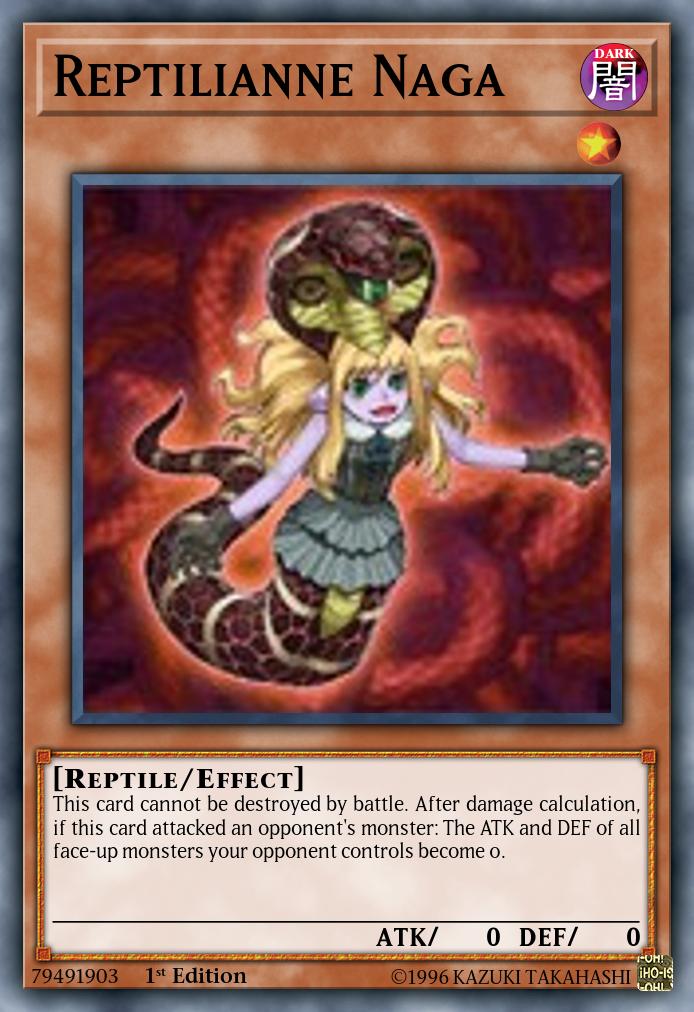 Reptilianne Naga
DARK
闇
[Reptile/Effect]
This card cannot be destroyed by battle. After damage calculation,
if this card attacked an opponent's monster: The ATK and DEF of all
face-up monsters your opponent controls become 0.
ATK/ 0 DEF/ 0
79491903 1st Edition ©1996 KAZUKI TAKAHASHI